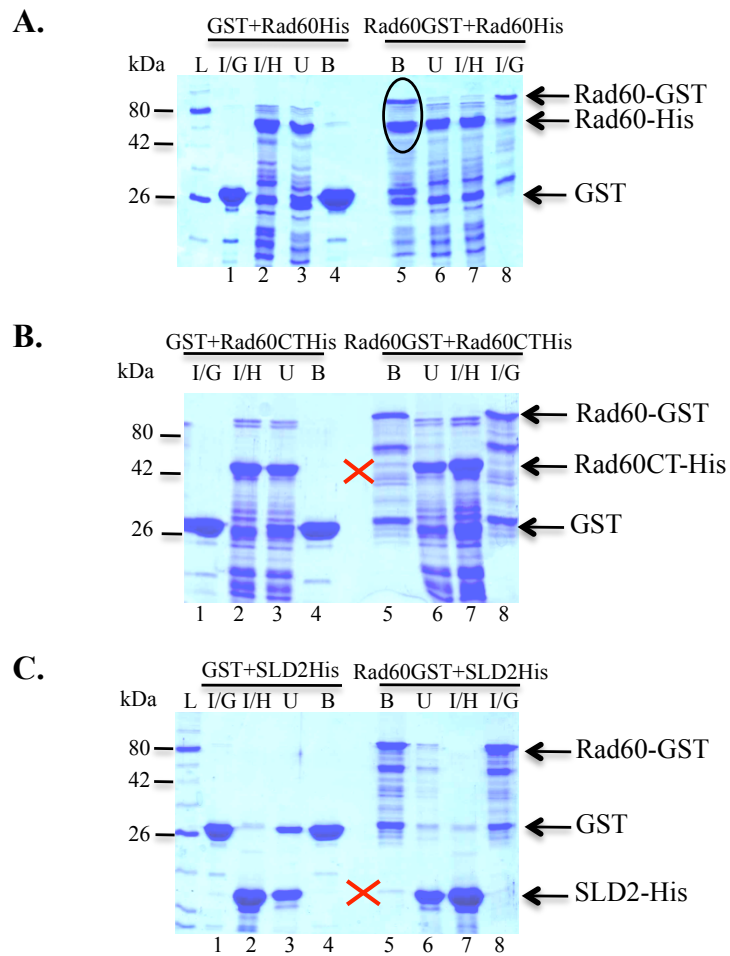 A.
GST+Rad60His Rad60GST+Rad60His
kDa L I/G I/H U B B U I/H I/G
80
42
26
Rad60-GST
Rad60-His
GST
1 2 3 4 5 6 7 8
B.
GST+Rad60CTHis Rad60GST+Rad60CTHis
kDa I/G I/H U B B U I/H I/G
80
42
26
Rad60-GST
Rad60CT-His
GST
1 2 3 4 5 6 7 8
C.
GST+SLD2His Rad60GST+SLD2His
kDa L I/G I/H U B B U I/H I/G
80
42
26
Rad60-GST
GST
SLD2-His
1 2 3 4 5 6 7 8